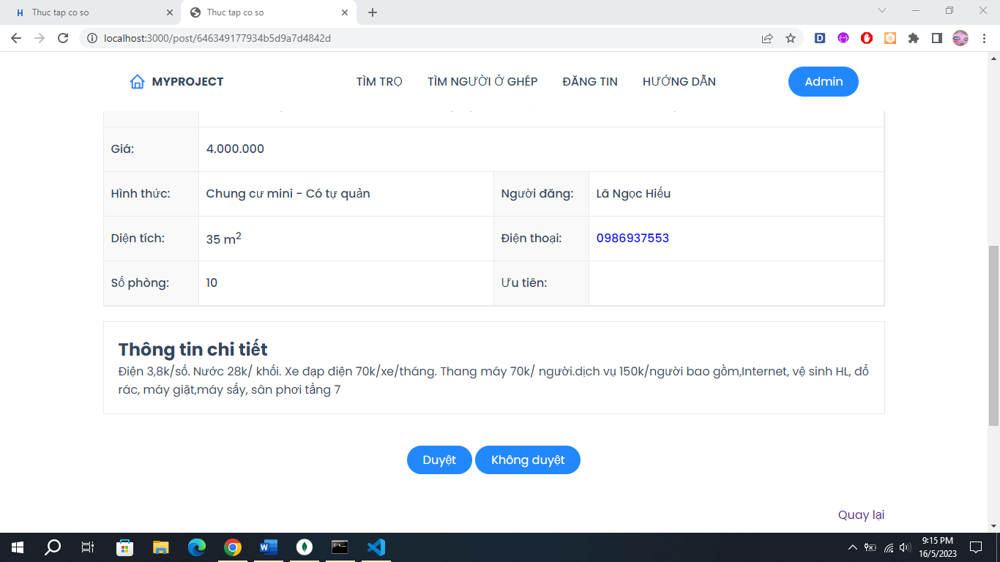 Thuc tap co so
Thuc tap co so
localhost:3000/post/646349177934b5d9a7d4842d
MYPROJECT
TÌM TRỌ
TÌM NGƯỜI Ở GHÉP
ĐĂNG TIN
HƯỚNG DẪN
Admin
Giá:
4.000.000
Hình thức:
Chung cư mini - Có tự quản
Người đăng:
Lã Ngọc Hiếu
Diện tích:
35 m2
Điện thoại:
0986937553
Số phòng:
10
Ưu tiên:
Thông tin chi tiết
Điện 3,8k/số. Nước 28k/ khối. Xe đạp điện 70k/xe/tháng. Thang máy 70k/ người.dịch vụ 150k/người bao gồm,Internet, vệ sinh HL, đỗ
rác, máy giặt,máy sấy, sân phơi tầng 7
Duyệt
Không duyệt
Quay lại
9:15 PM
16/5/2023